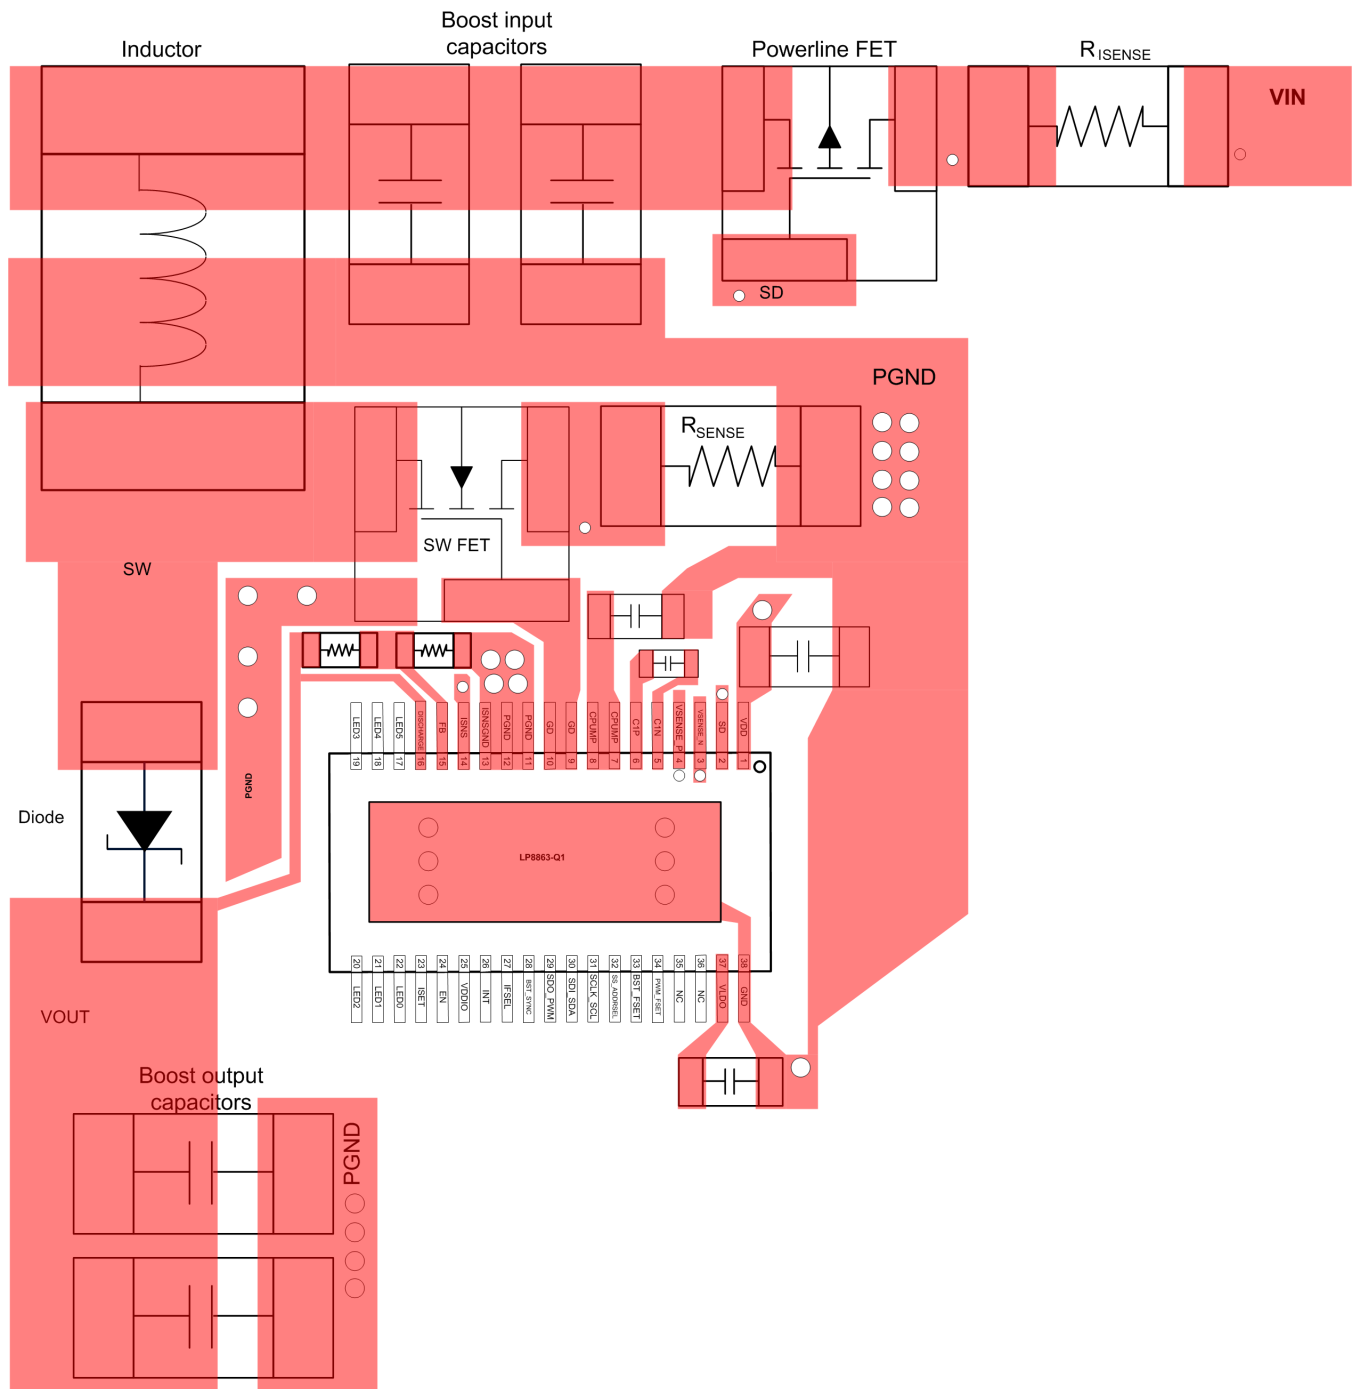 Boost input
capacitors
Inductor
Powerline FET
RISENSE
VIN
SD
PGND
RSENSE
SW FET
SW
PGND
Diode
LED3
LED4
LED5
DISCHARGE
FB
ISNS
ISNSGND
PGND
PGND
GD
GD
CPUMP
CPUMP
C1P
C1N
VSENSE_P
VSENSE_N
SD
VDD
19
18
17
16
15
14
13
12
11
10
9
8
7
6
5
4
3
2
1
LP8863-Q1
20
21
22
23
24
25
26
27
28
29
30
31
32
33
34
35
36
37
38
LED2
LED1
LED0
ISET
EN
VDDIO
INT
IFSEL
BST_SYNC
SDO_PWM
SDI_SDA
SCLK_SCL
SS_ADDRSEL
BST_FSET
PWM_FSET
NC
NC
VLDO
GND
VOUT
Boost output
capacitors
PGND